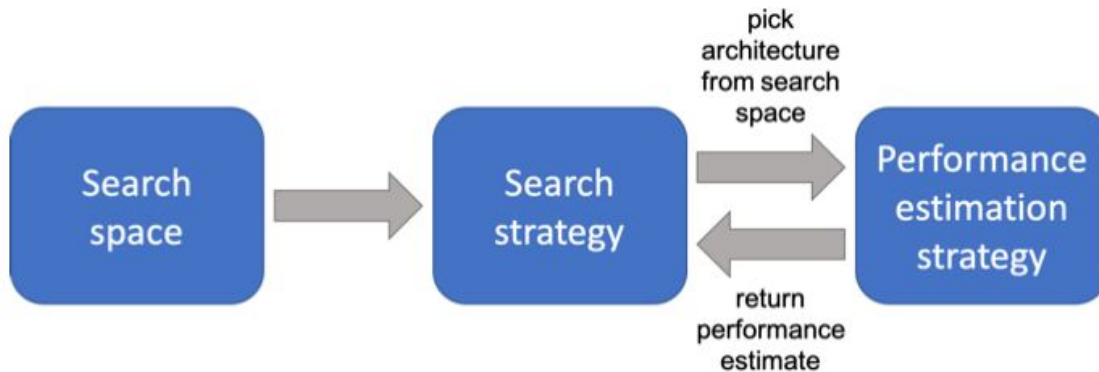 Search
space
Search
strategy
pick
architecture
from search
space
return
performance
estimate
Performance
estimation
strategy